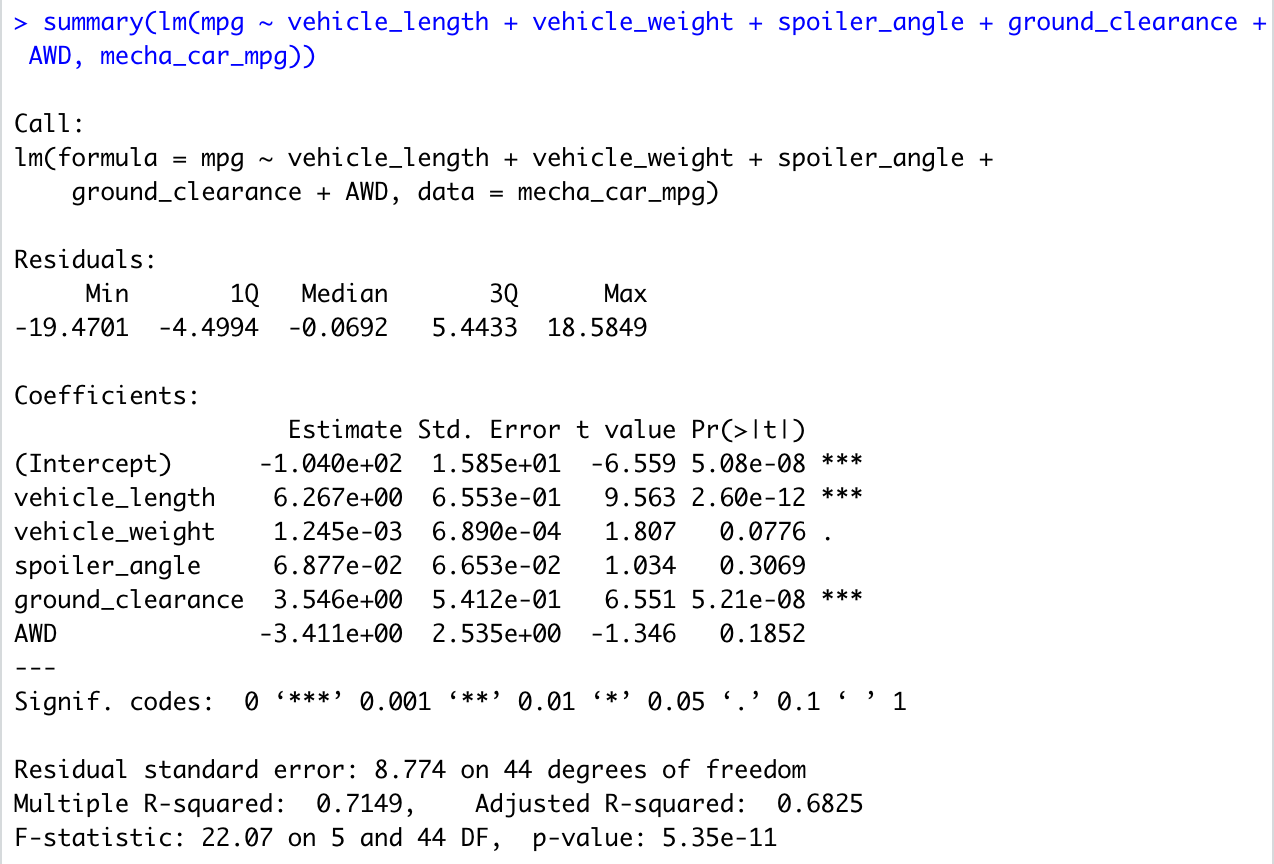 > summary(lm(mpg ~ vehicle_length + vehicle_weight + spoiler_angle + ground_clearance +
 AWD, mecha_car_mpg))

Call:
lm(formula = mpg ~ vehicle_length + vehicle_weight + spoiler_angle +
    ground_clearance + AWD, data = mecha_car_mpg)

Residuals:
     Min       1Q   Median       3Q      Max
-19.4701  -4.4994  -0.0692   5.4433  18.5849

Coefficients:
                   Estimate Std. Error t value Pr(>|t|)
(Intercept)      -1.040e+02  1.585e+01  -6.559 5.08e-08 ***
vehicle_length    6.267e+00  6.553e-01   9.563 2.60e-12 ***
vehicle_weight    1.245e-03  6.890e-04   1.807   0.0776 .
spoiler_angle     6.877e-02  6.653e-02   1.034   0.3069
ground_clearance  3.546e+00  5.412e-01   6.551 5.21e-08 ***
AWD              -3.411e+00  2.535e+00  -1.346   0.1852
---
Signif. codes:  0 ‘***’ 0.001 ‘**’ 0.01 ‘*’ 0.05 ‘.’ 0.1 ‘ ’ 1

Residual standard error: 8.774 on 44 degrees of freedom
Multiple R-squared:  0.7149,    Adjusted R-squared:  0.6825
F-statistic: 22.07 on 5 and 44 DF,  p-value: 5.35e-11